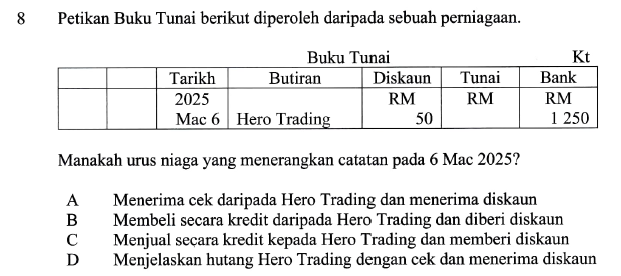 8 Petikan Buku Tunai berikut diperoleh daripada sebuah perniagaan.
Buku Tunai Kt
Tarikh Butiran Diskaun Tunai Bank
2025 RM RM RM
Mac 6 Hero Trading 50 1 250
Manakah urus niaga yang menerangkan catatan pada 6 Mac 2025?
A Menerima cek daripada Hero Trading dan menerima diskaun
B Membeli secara kredit daripada Hero Trading dan diberi diskaun
C Menjual secara kredit kepada Hero Trading dan memberi diskaun
D Menjelaskan hutang Hero Trading dengan cek dan menerima diskaun